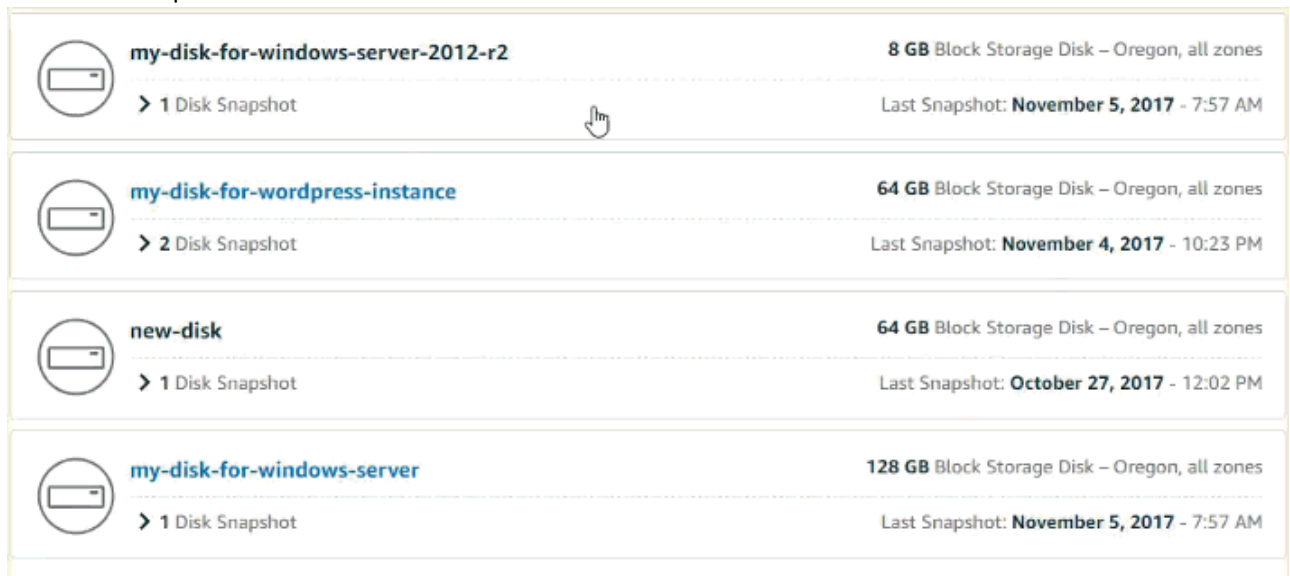 my-disk-for-windows-server-2012-r2
8 GB Block Storage Disk – Oregon, all zones
1 Disk Snapshot
Last Snapshot: November 5, 2017 - 7:57 AM
my-disk-for-wordpress-instance
64 GB Block Storage Disk – Oregon, all zones
2 Disk Snapshot
Last Snapshot: November 4, 2017 - 10:23 PM
new-disk
64 GB Block Storage Disk – Oregon, all zones
1 Disk Snapshot
Last Snapshot: October 27, 2017 - 12:02 PM
my-disk-for-windows-server
128 GB Block Storage Disk – Oregon, all zones
1 Disk Snapshot
Last Snapshot: November 5, 2017 - 7:57 AM